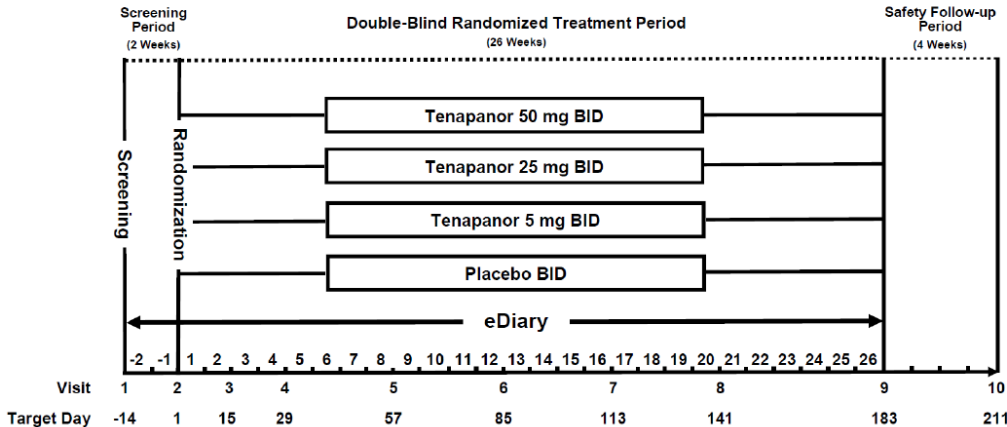 Screening Period (2 Weeks)
Double-Blind Randomized Treatment Period (26 Weeks)
Safety Follow-up Period (4 Weeks)
Screening
Randomization
Tenapanor 50 mg BID
Tenapanor 25 mg BID
Tenapanor 5 mg BID
Placebo BID
eDiary
-2 -1 1 2 3 4 5 6 7 8 9 10 11 12 13 14 15 16 17 18 19 20 21 22 23 24 25 26
Visit 1 2 3 4 5 6 7 8 9 10
Target Day -14 1 15 29 57 85 113 141 183 211